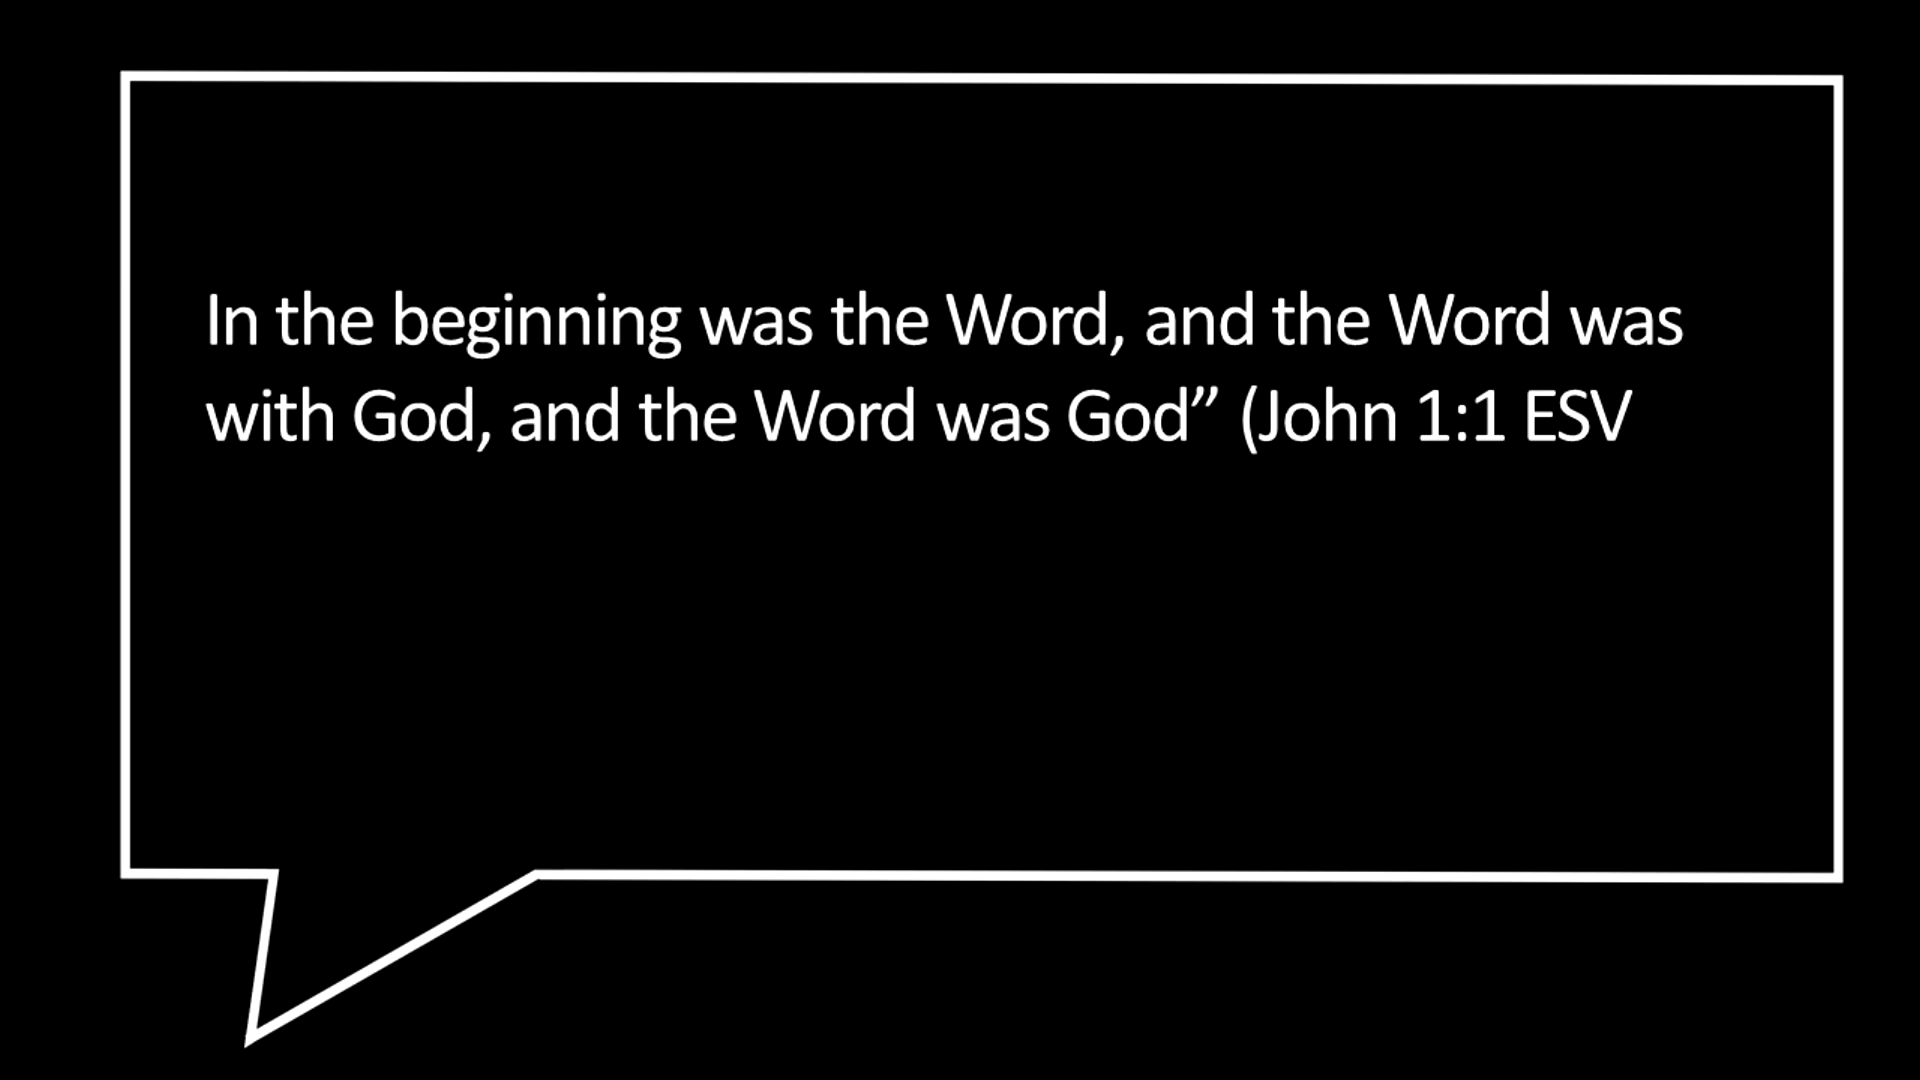 In the beginning was the Word, and the Word was
with God, and the Word was God” (John 1:1 ESV